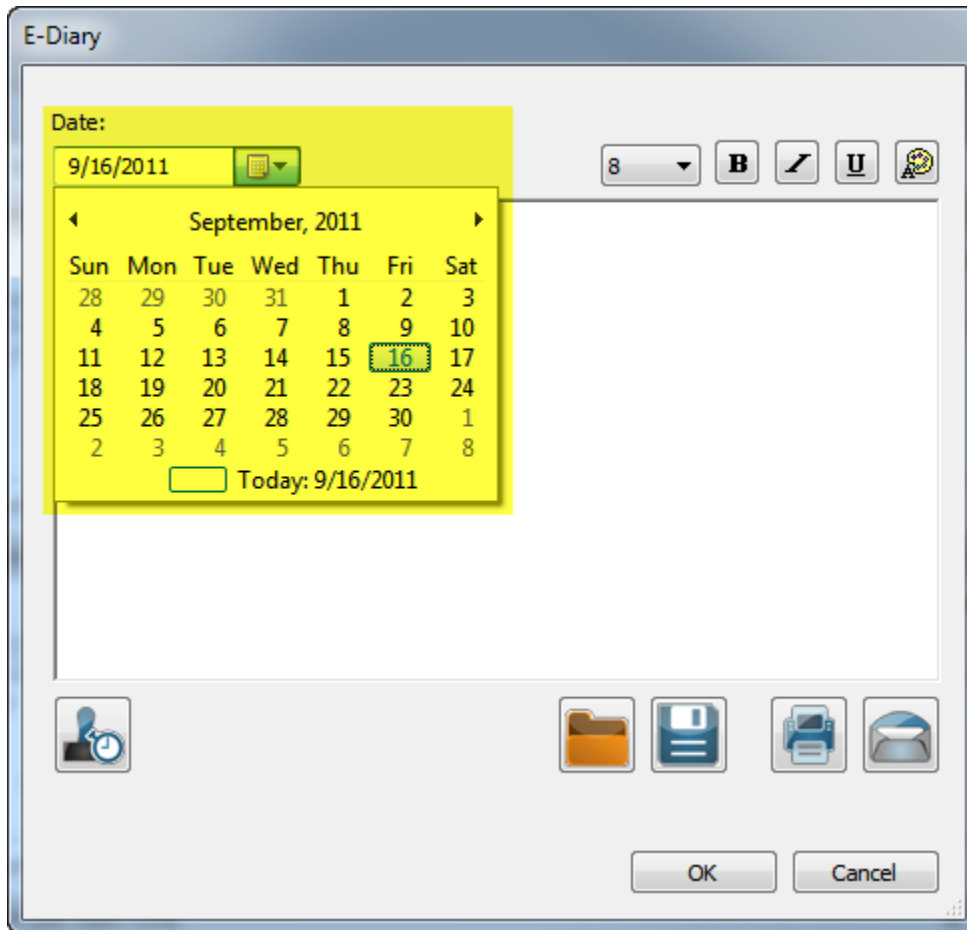 E-Diary
Date:
9/16/2011
8 B I U A
September, 2011
Sun Mon Tue Wed Thu Fri Sat
28 29 30 31 1 2 3
4 5 6 7 8 9 10
11 12 13 14 15 16 17
18 19 20 21 22 23 24
25 26 27 28 29 30 1
2 3 4 5 6 7 8
Today: 9/16/2011
OK Cancel